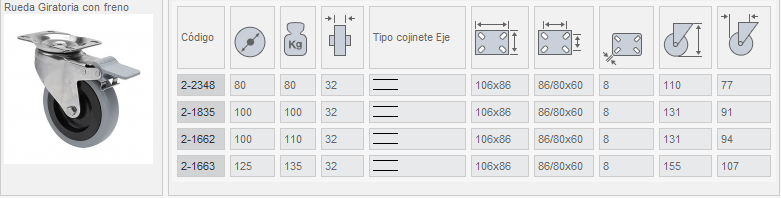 Rueda Giratoria con freno
Código Kg Tipo cojinete Eje
2-2348 80 80 32 106x86 86/80x60 8 110 77
2-1835 100 100 32 106x86 86/80x60 8 131 91
2-1662 100 110 32 106x86 86/80x60 8 131 94
2-1663 125 135 32 106x86 86/80x60 8 155 107